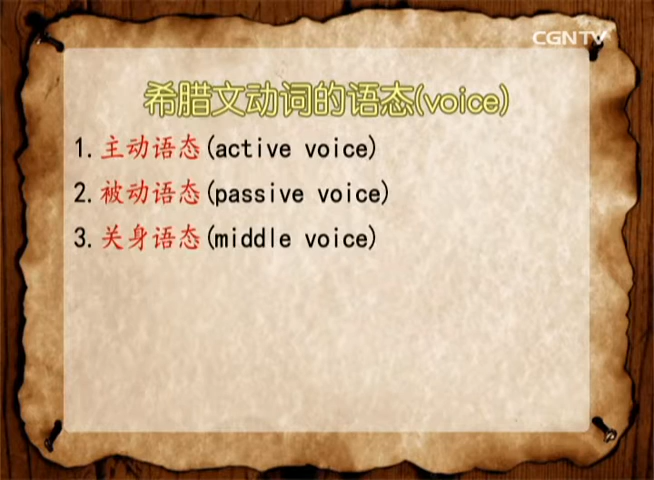 CGNTV
希腊文动词的语态(voice)
1.主动语态(active voice)
2.被动语态(passive voice)
3.关身语态(middle voice)